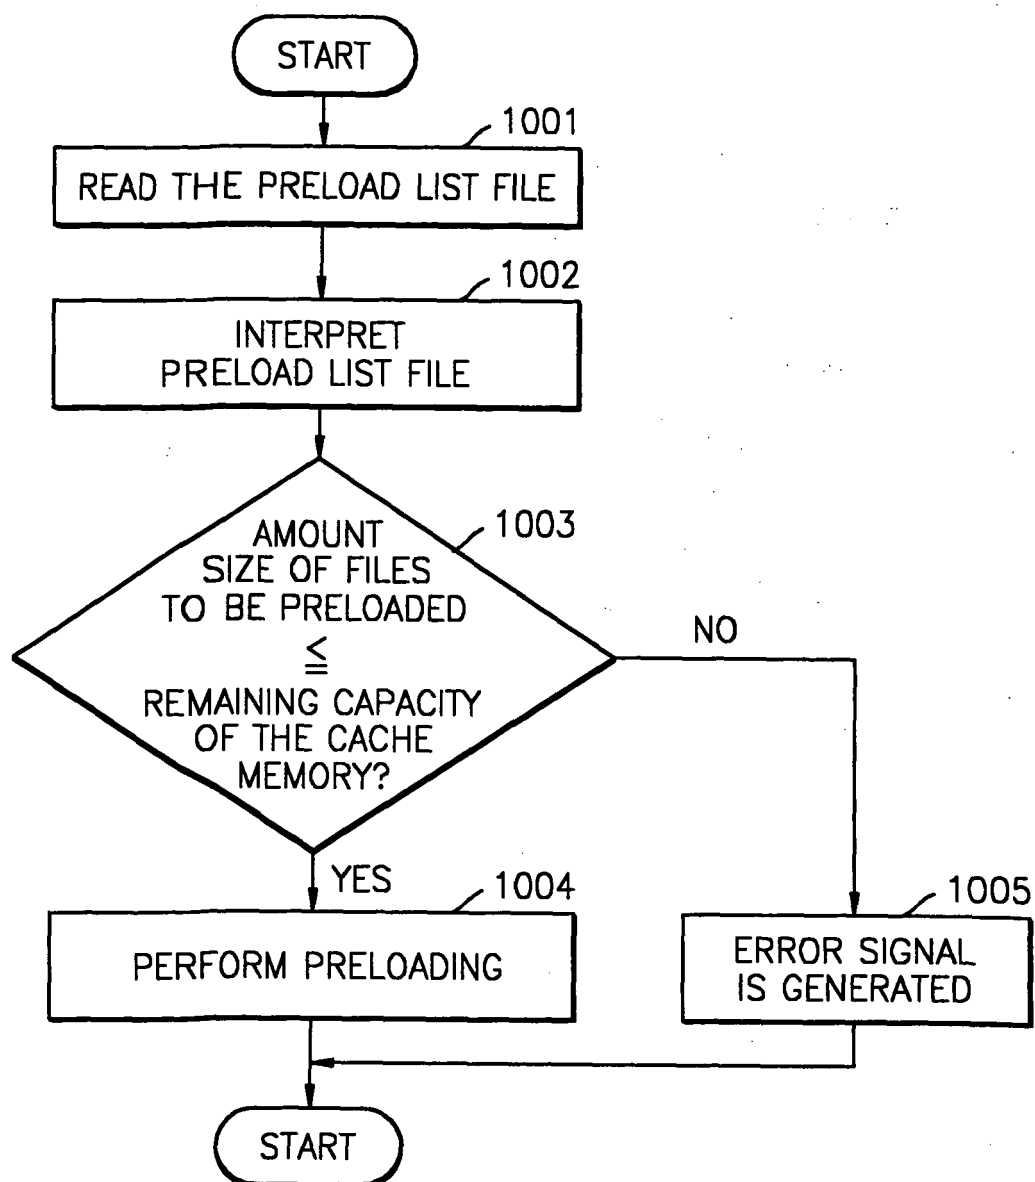 START
1001
READ THE PRELOAD LIST FILE
1002
INTERPRET
PRELOAD LIST FILE
1003
AMOUNT
SIZE OF FILES
TO BE PRELOADED
≦
REMAINING CAPACITY
OF THE CACHE
MEMORY?
NO
YES
1004
PERFORM PRELOADING
1005
ERROR SIGNAL
IS GENERATED
START